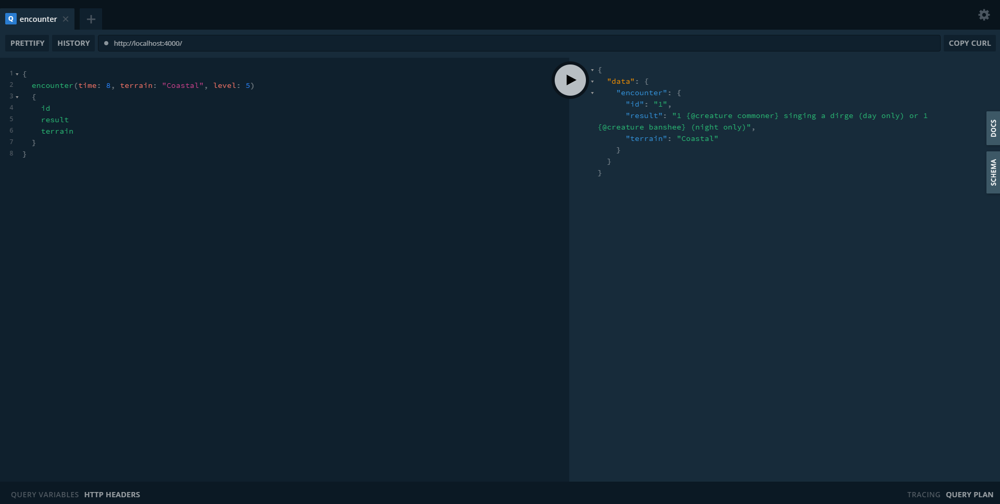 Q encounter × +
PRETTIFY HISTORY http://localhost:4000/ COPY CURL
1 {
2 encounter(time: 8, terrain: "Coastal", level: 5)
3 {
4 id
5 result
6 terrain
7 }
8 }
{
"data": {
"encounter": {
"id": "1",
"result": "1 {@creature commoner} singing a dirge (day only) or 1
{@creature banshee} (night only)",
"terrain": "Coastal"
}
}
}
DOCS
SCHEMA
QUERY VARIABLES HTTP HEADERS
TRACING QUERY PLAN